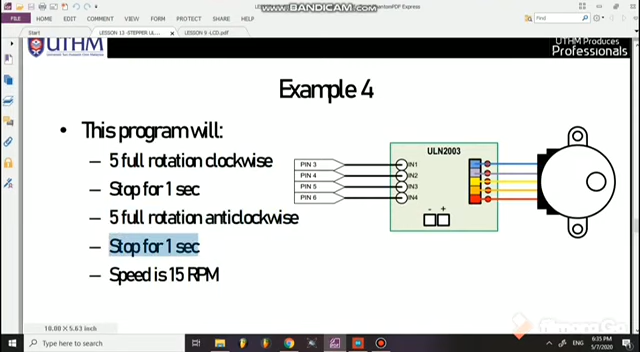 WWW.BANDICAM.COM
PhantomPDF Express
FILE HOME EDIT COMMENT VIEW FORM
Find
Start LESSON 13 -STEPPER UL LESSON 9 -LCD.pdf
UTHM
UTHM Produces
Professionals
Example 4
• This program will:
– 5 full rotation clockwise
– Stop for 1 sec
– 5 full rotation anticlockwise
– Stop for 1 sec
– Speed is 15 RPM
ULN2003
PIN 3 IN1
PIN 4 IN2
PIN 5 IN3
PIN 6 IN4
- +
10.00 x 5.63 inch
FilmoraGo
Type here to search
ENG
6:35 PM
5/7/2020